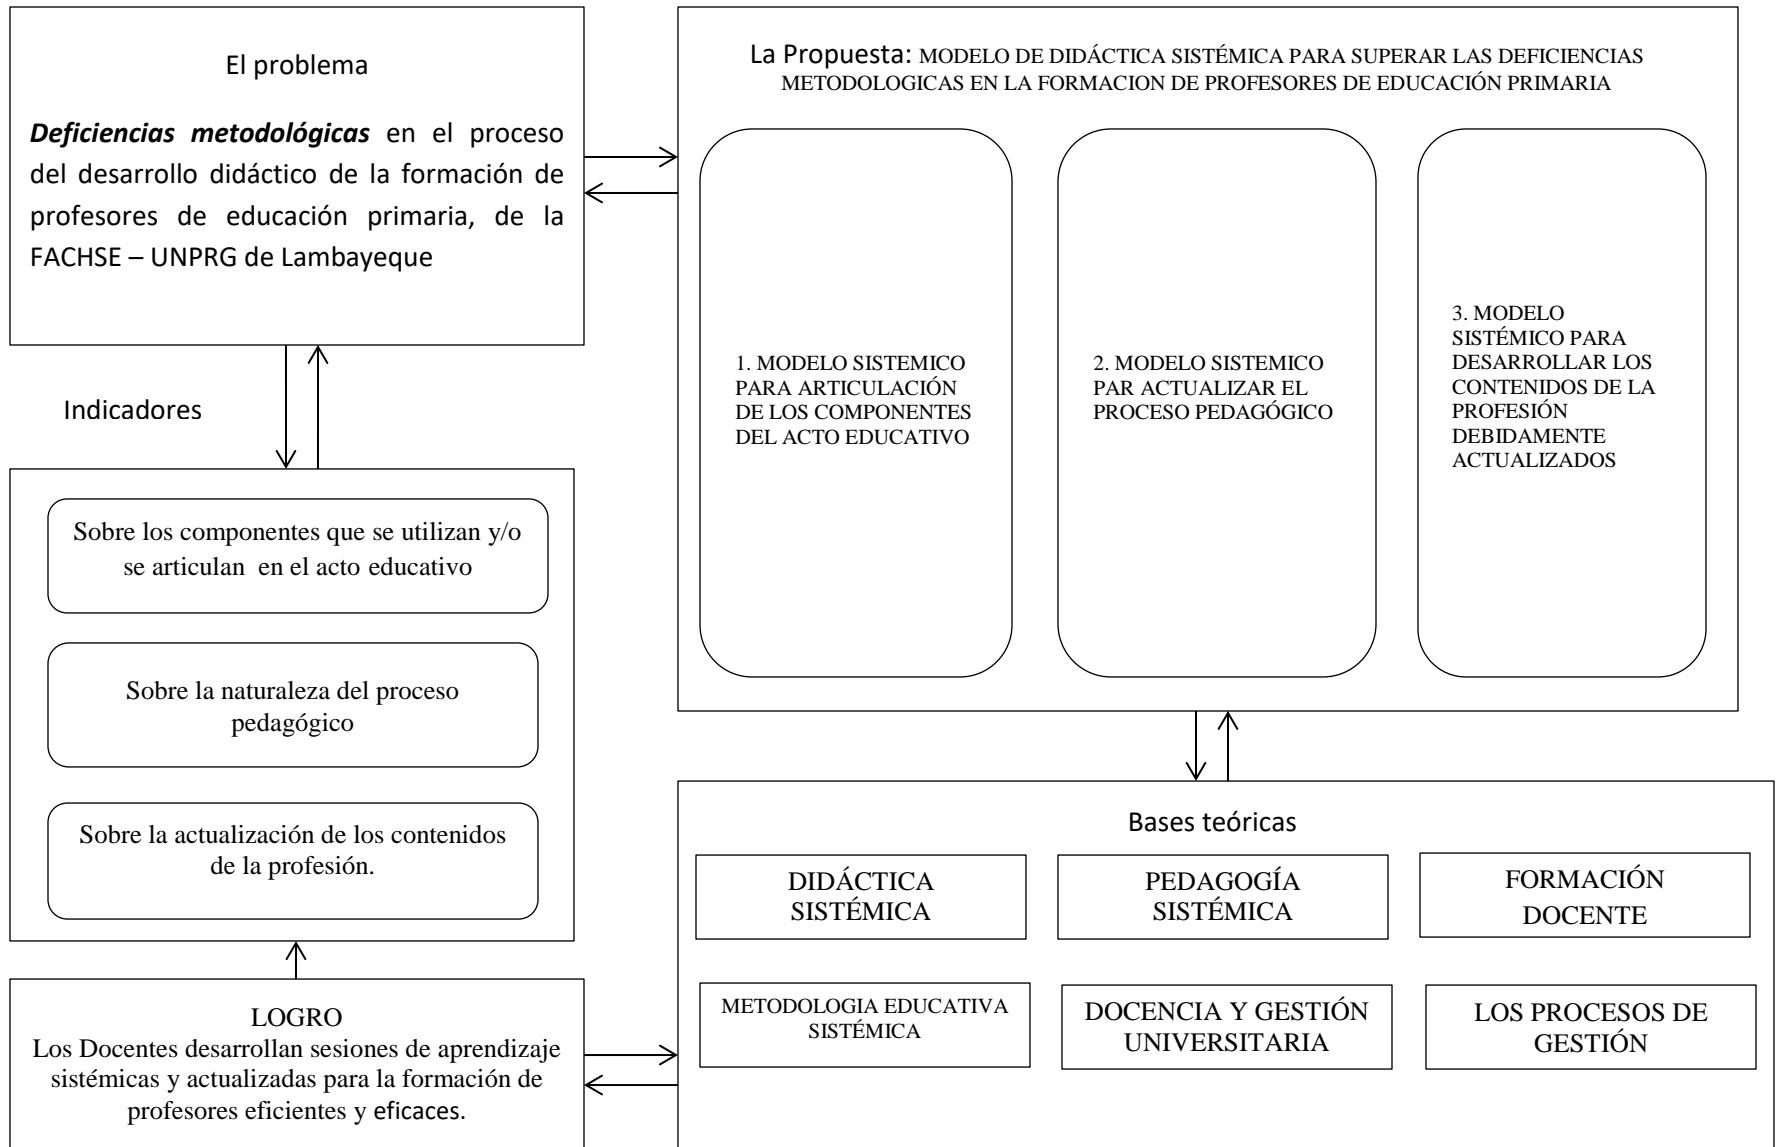 El problema
Deficiencias metodológicas en el proceso
del desarrollo didáctico de la formación de
profesores de educación primaria, de la
FACHSE – UNPRG de Lambayeque
La Propuesta: MODELO DE DIDÁCTICA SISTÉMICA PARA SUPERAR LAS DEFICIENCIAS
METODOLOGICAS EN LA FORMACION DE PROFESORES DE EDUCACIÓN PRIMARIA
1. MODELO SISTEMICO
PARA ARTICULACIÓN
DE LOS COMPONENTES
DEL ACTO EDUCATIVO
2. MODELO SISTEMICO
PAR ACTUALIZAR EL
PROCESO PEDAGÓGICO
3. MODELO
SISTÉMICO PARA
DESARROLLAR LOS
CONTENIDOS DE LA
PROFESIÓN
DEBIDAMENTE
ACTUALIZADOS
Indicadores
Sobre los componentes que se utilizan y/o
se articulan en el acto educativo
Sobre la naturaleza del proceso
pedagógico
Sobre la actualización de los contenidos
de la profesión.
Bases teóricas
DIDÁCTICA
SISTÉMICA
PEDAGOGÍA
SISTÉMICA
FORMACIÓN
DOCENTE
METODOLOGIA EDUCATIVA
SISTÉMICA
DOCENCIA Y GESTIÓN
UNIVERSITARIA
LOS PROCESOS DE
GESTIÓN
LOGRO
Los Docentes desarrollan sesiones de aprendizaje
sistémicas y actualizadas para la formación de
profesores eficientes y eficaces.